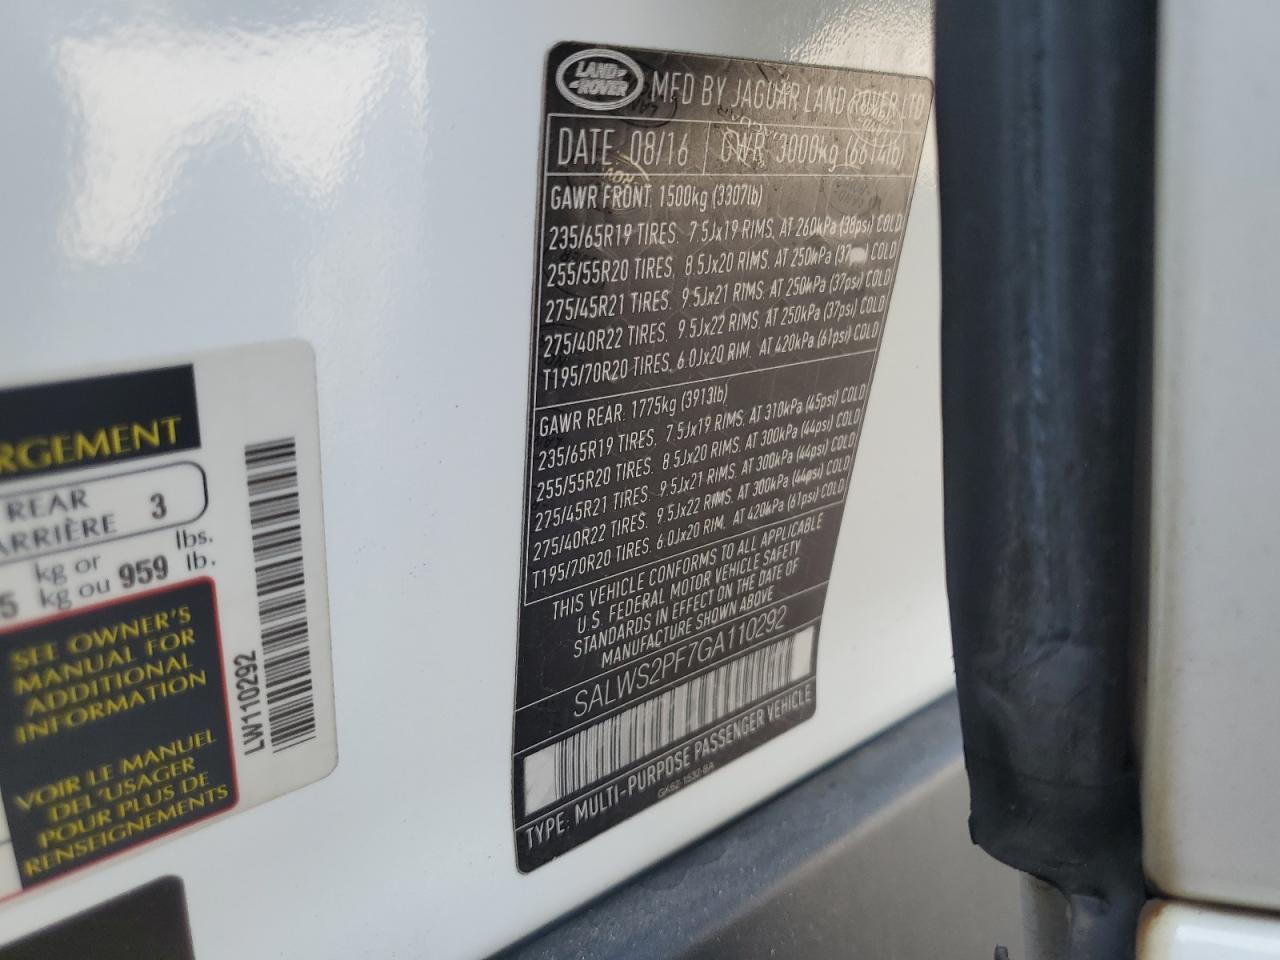 LAND ROVER
MFD BY JAGUAR LAND ROVER LTD
DATE: 08/16 GWR 3000kg (6614lb)
GAWR FRONT: 1500kg (3307lb)
235/65R19 TIRES, 7.5Jx19 RIMS, AT 260kPa (38psi) COLD
255/55R20 TIRES, 8.5Jx20 RIMS, AT 250kPa (37 COLD
275/45R21 TIRES, 9.5Jx21 RIMS, AT 250kPa (37psi) COLD
275/40R22 TIRES, 9.5Jx22 RIMS, AT 250kPa (37psi) COLD
T195/70R20 TIRES, 6.0Jx20 RIM, AT 420kPa (61psi) COLD
GAWR REAR: 1775kg (3913lb)
235/65R19 TIRES, 7.5Jx19 RIMS, AT 310kPa (45psi) COLD
255/55R20 TIRES, 8.5Jx20 RIMS, AT 300kPa (44psi) COLD
275/45R21 TIRES, 9.5Jx21 RIMS, AT 300kPa (44psi) COLD
275/40R22 TIRES, 9.5Jx22 RIMS, AT 300kPa (44psi) COLD
T195/70R20 TIRES, 6.0Jx20 RIM, AT 420kPa (61psi) COLD
THIS VEHICLE CONFORMS TO ALL APPLICABLE
U.S. FEDERAL MOTOR VEHICLE SAFETY
STANDARDS IN EFFECT ON THE DATE OF
MANUFACTURE SHOWN ABOVE
SALWS2PF7GA110292
TYPE: MULTI-PURPOSE PASSENGER VEHICLE
RGEMENT
REAR
ARRIÈRE 3
kg or lbs.
5 kg ou 959 lb.
SEE OWNER'S
MANUAL FOR
ADDITIONAL
INFORMATION
VOIR LE MANUEL
DE L'USAGER
POUR PLUS DE
RENSEIGNEMENTS
LW110292